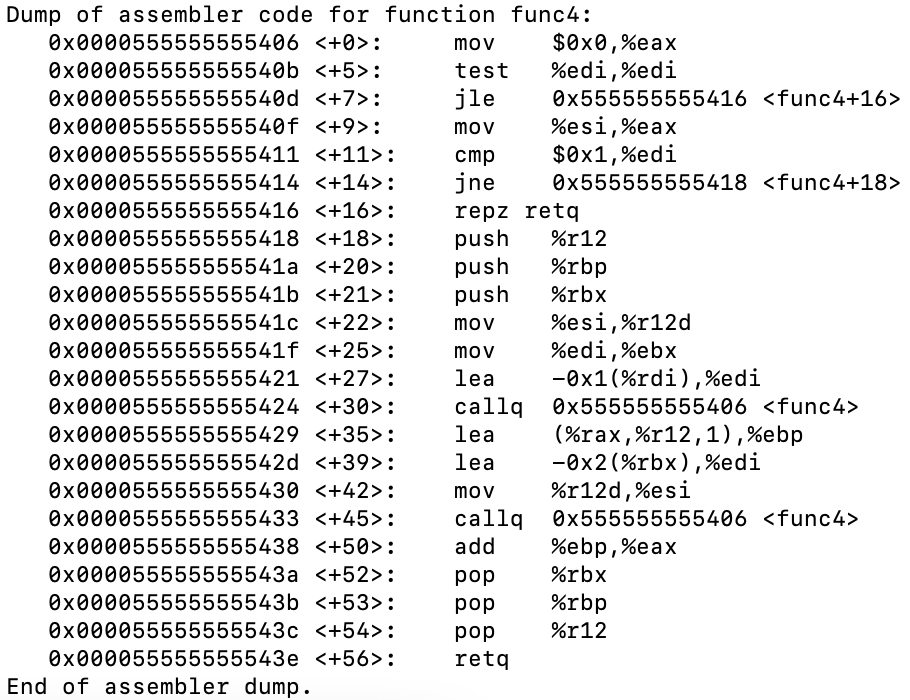 Dump of assembler code for function func4:
   0x0000555555555406 <+0>:     mov    $0x0,%eax
   0x000055555555540b <+5>:     test   %edi,%edi
   0x000055555555540d <+7>:     jle    0x555555555416 <func4+16>
   0x000055555555540f <+9>:     mov    %esi,%eax
   0x0000555555555411 <+11>:    cmp    $0x1,%edi
   0x0000555555555414 <+14>:    jne    0x555555555418 <func4+18>
   0x0000555555555416 <+16>:    repz retq
   0x0000555555555418 <+18>:    push   %r12
   0x000055555555541a <+20>:    push   %rbp
   0x000055555555541b <+21>:    push   %rbx
   0x000055555555541c <+22>:    mov    %esi,%r12d
   0x000055555555541f <+25>:    mov    %edi,%ebx
   0x0000555555555421 <+27>:    lea    -0x1(%rdi),%edi
   0x0000555555555424 <+30>:    callq  0x555555555406 <func4>
   0x0000555555555429 <+35>:    lea    (%rax,%r12,1),%ebp
   0x000055555555542d <+39>:    lea    -0x2(%rbx),%edi
   0x0000555555555430 <+42>:    mov    %r12d,%esi
   0x0000555555555433 <+45>:    callq  0x555555555406 <func4>
   0x0000555555555438 <+50>:    add    %ebp,%eax
   0x000055555555543a <+52>:    pop    %rbx
   0x000055555555543b <+53>:    pop    %rbp
   0x000055555555543c <+54>:    pop    %r12
   0x000055555555543e <+56>:    retq
End of assembler dump.